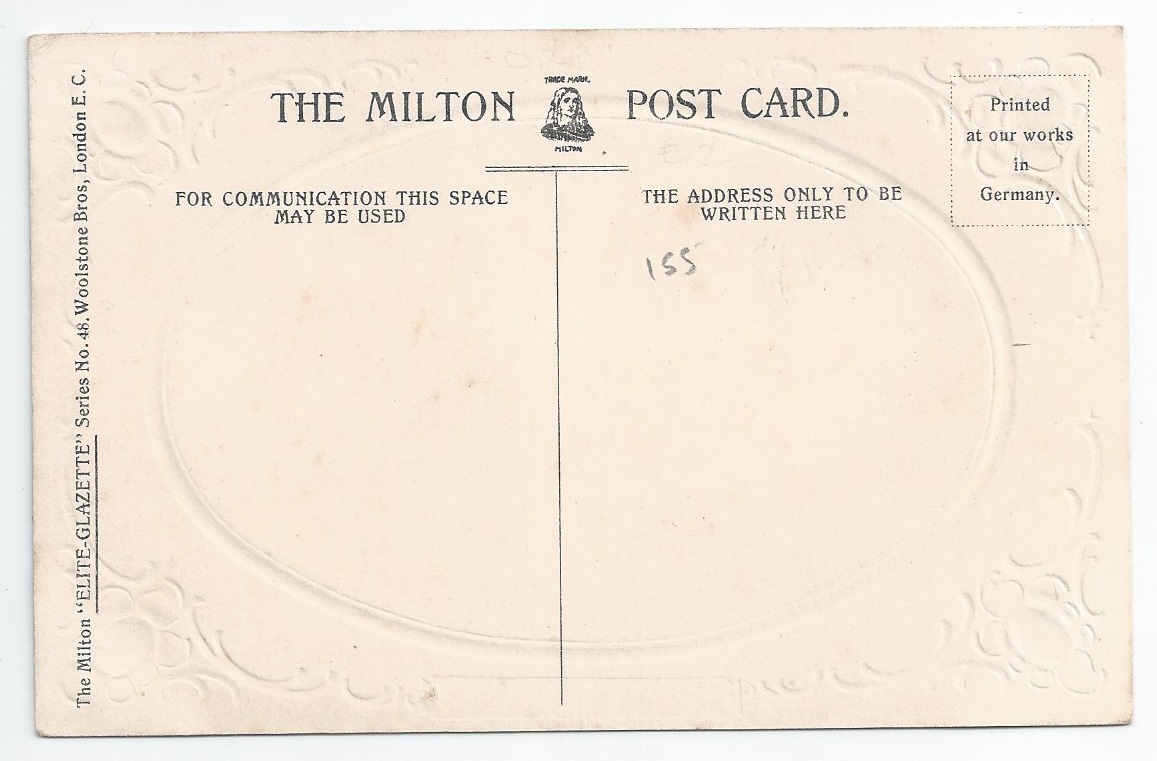 THE MILTON
TRADE MARK.
MILTON
POST CARD.
FOR COMMUNICATION THIS SPACE
MAY BE USED
THE ADDRESS ONLY TO BE
WRITTEN HERE
Printed
at our works
in
Germany.
155
The Milton "ELITE-GLAZETTE" Series No. 48. Woolstone Bros, London E. C.